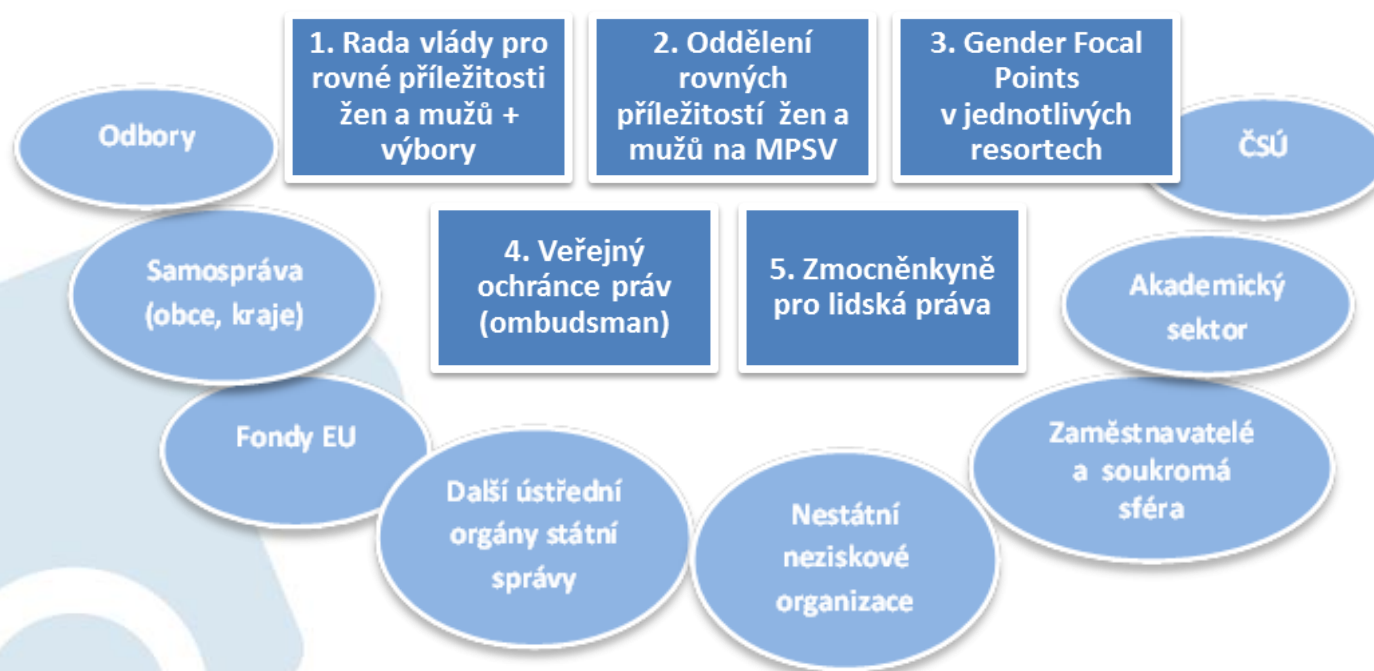 1. Rada vlády pro
rovné příležitosti
žen a mužů +
výbory
2. Oddělení
rovných
příležitostí žen a
mužů na MPSV
3. Gender Focal
Points
v jednotlivých
resortech
4. Veřejný
ochránce práv
(ombudsman)
5. Zmocněnkyně
pro lidská práva
Odbory
Samospráva
(obce, kraje)
Fondy EU
Další ústřední
orgány státní
správy
Nestátní
neziskové
organizace
Zaměstnavatelé
a soukromá
sféra
Akademický
sektor
ČSÚ